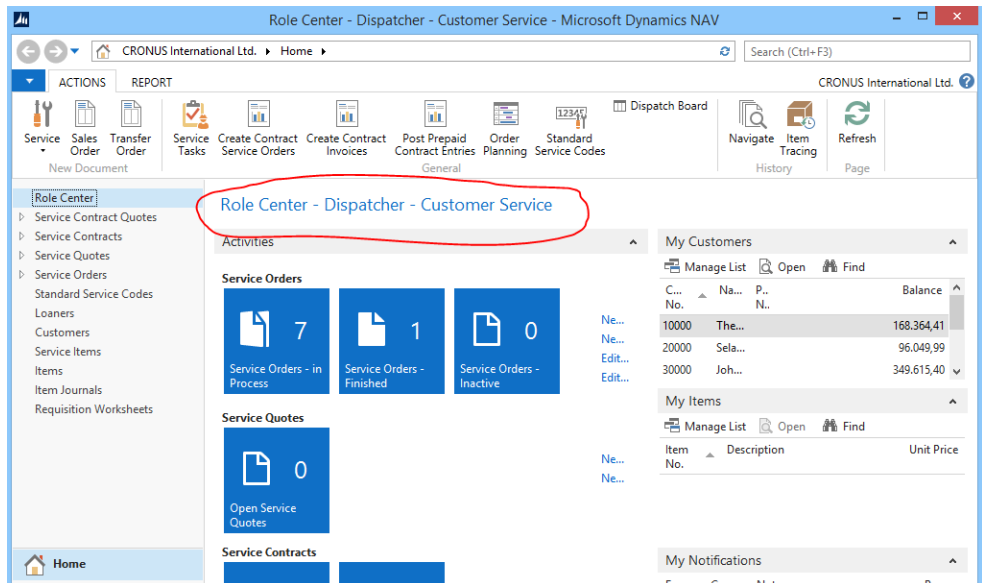 Role Center - Dispatcher - Customer Service - Microsoft Dynamics NAV
CRONUS International Ltd. Home
Search (Ctrl+F3)
ACTIONS REPORT
CRONUS International Ltd.
Service
Sales Order
Transfer Order
New Document
Service Tasks
Create Contract Service Orders
Create Contract Invoices
Post Prepaid Contract Entries
Order Planning
Standard Service Codes
Dispatch Board
General
Navigate
Item Tracing
History
Refresh
Page
Role Center
Service Contract Quotes
Service Contracts
Service Quotes
Service Orders
Standard Service Codes
Loaners
Customers
Service Items
Items
Item Journals
Requisition Worksheets
Home
Role Center - Dispatcher - Customer Service
Activities
Service Orders
7
Service Orders - in
Process
1
Service Orders -
Finished
0
Service Orders -
Inactive
Ne...
Ne...
Edit...
Edit...
Service Quotes
0
Open Service
Quotes
Ne...
Ne...
Service Contracts
My Customers
Manage List Open Find
C... No. Na... P.. N.. Balance
10000 The... 168.364,41
20000 Sela... 96.049,99
30000 Joh... 349.615,40
My Items
Manage List Open Find
Item No. Description Unit Price
My Notifications